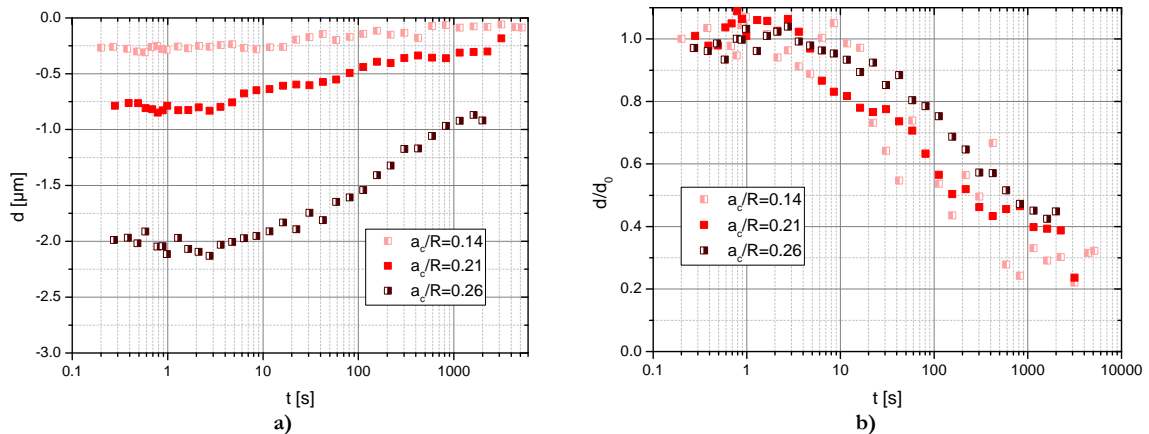 0.0
-0.5
-1.0
-1.5
-2.0
-2.5
-3.0
d [µm]
0.1
1
10
100
1000
t [s]
a_c/R=0.14
a_c/R=0.21
a_c/R=0.26
a)
1.0
0.8
0.6
0.4
0.2
0.0
d/d_0
0.1
1
10
100
1000
10000
t [s]
a_c/R=0.14
a_c/R=0.21
a_c/R=0.26
b)